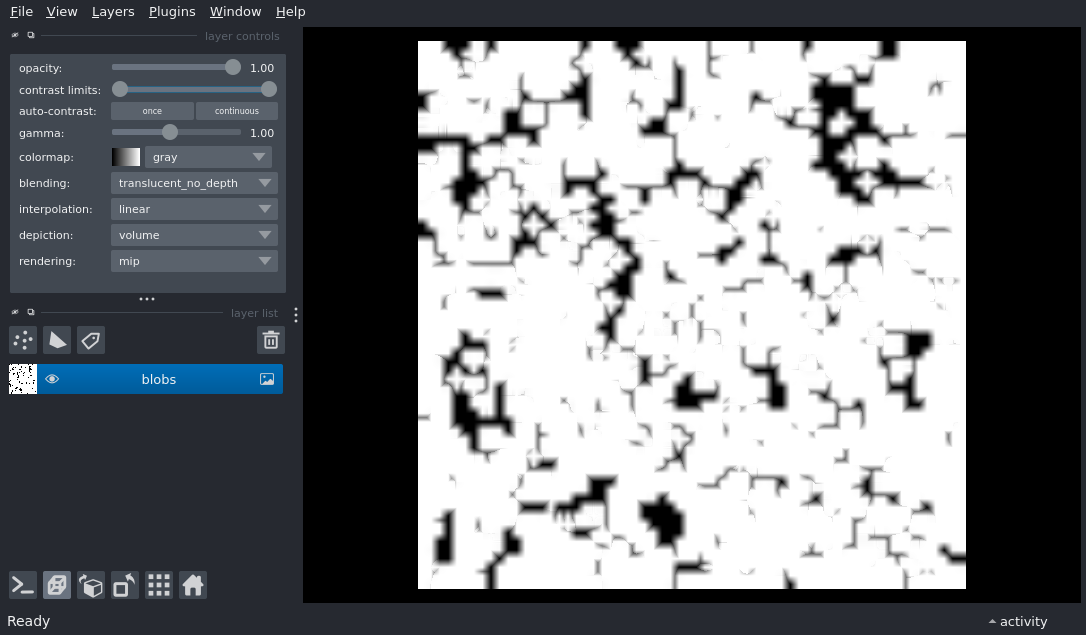 File View Layers Plugins Window Help
layer controls
opacity: 1.00
contrast limits:
auto-contrast: once continuous
gamma: 1.00
colormap: gray
blending: translucent_no_depth
interpolation: linear
depiction: volume
rendering: mip
layer list
blobs
Ready activity